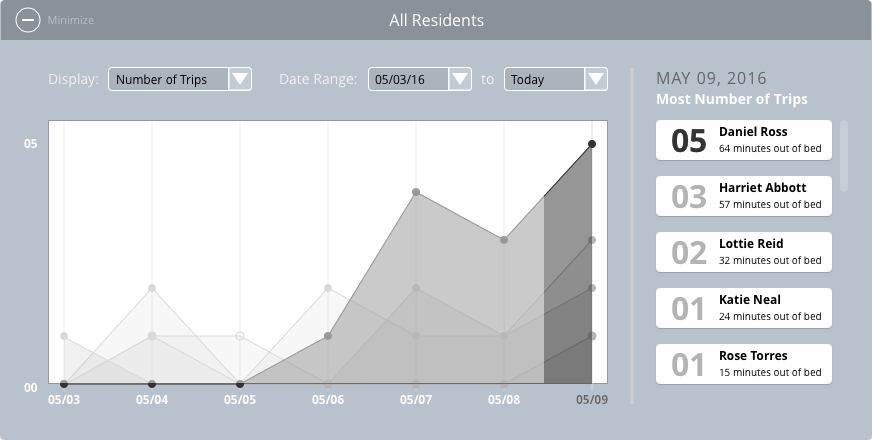 Minimize
All Residents
Display: Number of Trips Date Range: 05/03/16 to Today
05
00
05/03 05/04 05/05 05/06 05/07 05/08 05/09
MAY 09, 2016
Most Number of Trips
05 Daniel Ross
64 minutes out of bed
03 Harriet Abbott
57 minutes out of bed
02 Lottie Reid
32 minutes out of bed
01 Katie Neal
24 minutes out of bed
01 Rose Torres
15 minutes out of bed